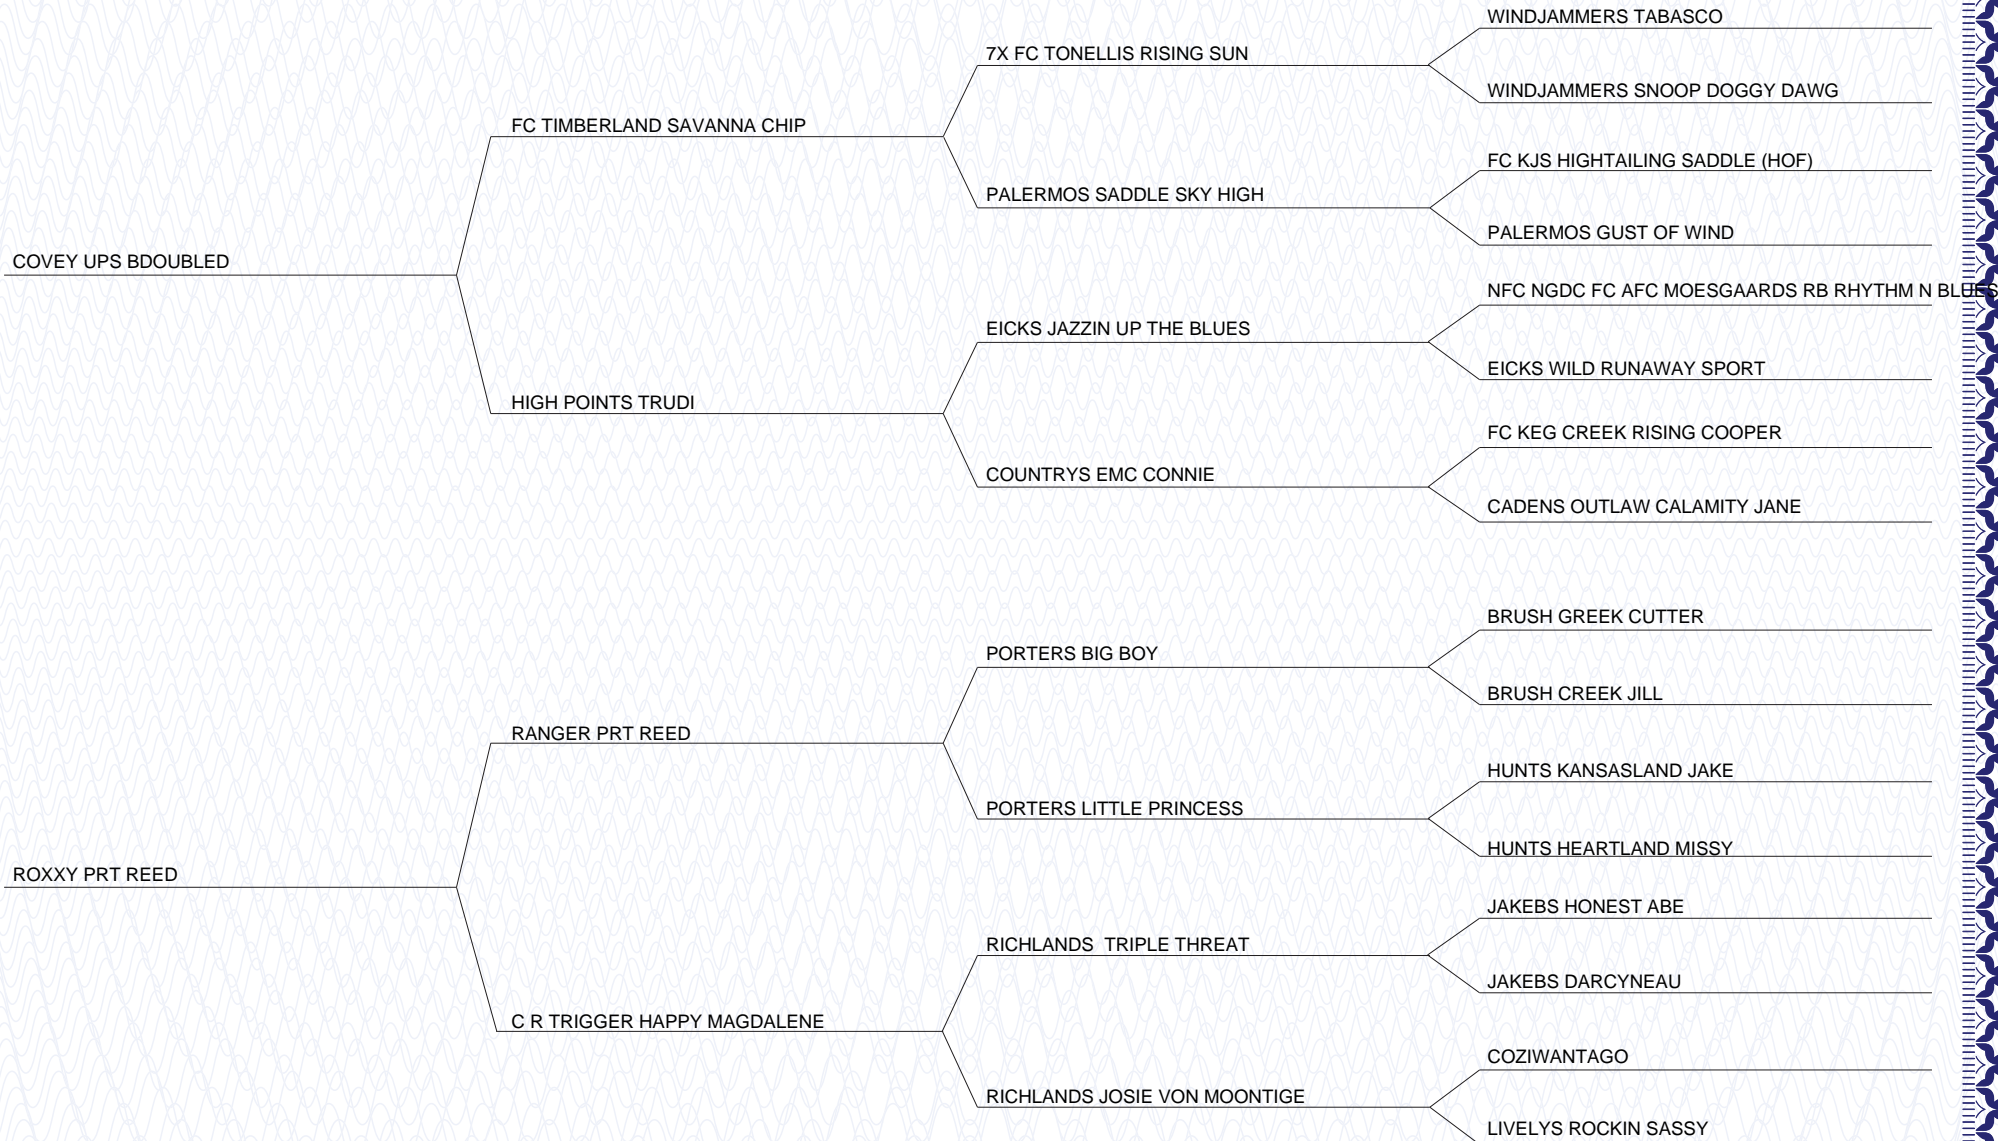 WINDJAMMERS TABASCO
7X FC TONELLIS RISING SUN
WINDJAMMERS SNOOP DOGGY DAWG
FC TIMBERLAND SAVANNA CHIP
FC KJS HIGHTAILING SADDLE (HOF)
PALERMOS SADDLE SKY HIGH
PALERMOS GUST OF WIND
COVEY UPS BDOUBLED
NFC NGDC FC AFC MOESGAARDS RB RHYTHM N BLUES
EICKS JAZZIN UP THE BLUES
EICKS WILD RUNAWAY SPORT
HIGH POINTS TRUDI
FC KEG CREEK RISING COOPER
COUNTRYS EMC CONNIE
CADENS OUTLAW CALAMITY JANE
BRUSH GREEK CUTTER
PORTERS BIG BOY
BRUSH CREEK JILL
RANGER PRT REED
HUNTS KANSASLAND JAKE
PORTERS LITTLE PRINCESS
HUNTS HEARTLAND MISSY
ROXXY PRT REED
JAKEBS HONEST ABE
RICHLANDS  TRIPLE THREAT
JAKEBS DARCYNEAU
C R TRIGGER HAPPY MAGDALENE
COZIWANTAGO
RICHLANDS JOSIE VON MOONTIGE
LIVELYS ROCKIN SASSY